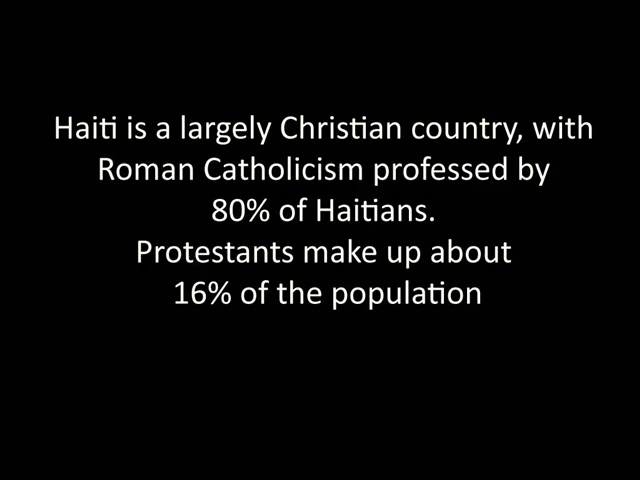 Haiti is a largely Christian country, with
Roman Catholicism professed by
80% of Haitians.
Protestants make up about
16% of the population